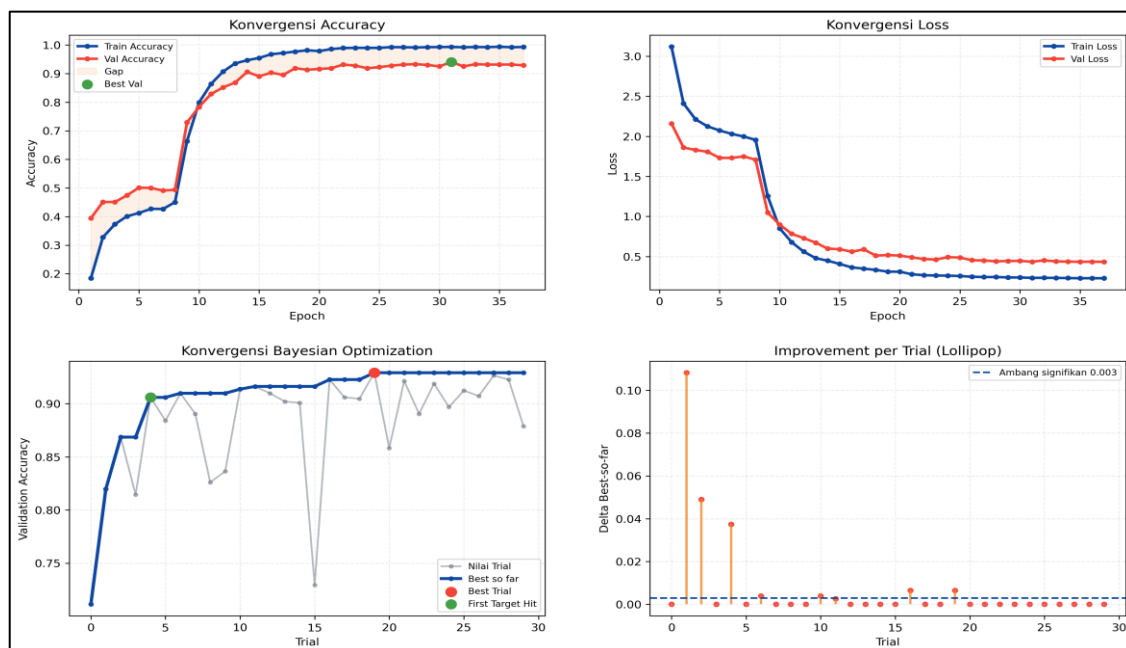 Konvergensi Accuracy
Train Accuracy
Val Accuracy
Gap
Best Val
Accuracy
1.0
0.9
0.8
0.7
0.6
0.5
0.4
0.3
0.2
0 5 10 15 20 25 30 35
Epoch
Konvergensi Loss
Train Loss
Val Loss
Loss
3.0
2.5
2.0
1.5
1.0
0.5
0 5 10 15 20 25 30 35
Epoch
Konvergensi Bayesian Optimization
Validation Accuracy
0.90
0.85
0.80
0.75
Nilai Trial
Best so far
Best Trial
First Target Hit
0 5 10 15 20 25 30
Trial
Improvement per Trial (Lollipop)
Ambang signifikan 0.003
Delta Best-so-far
0.10
0.08
0.06
0.04
0.02
0.00
0 5 10 15 20 25 30
Trial